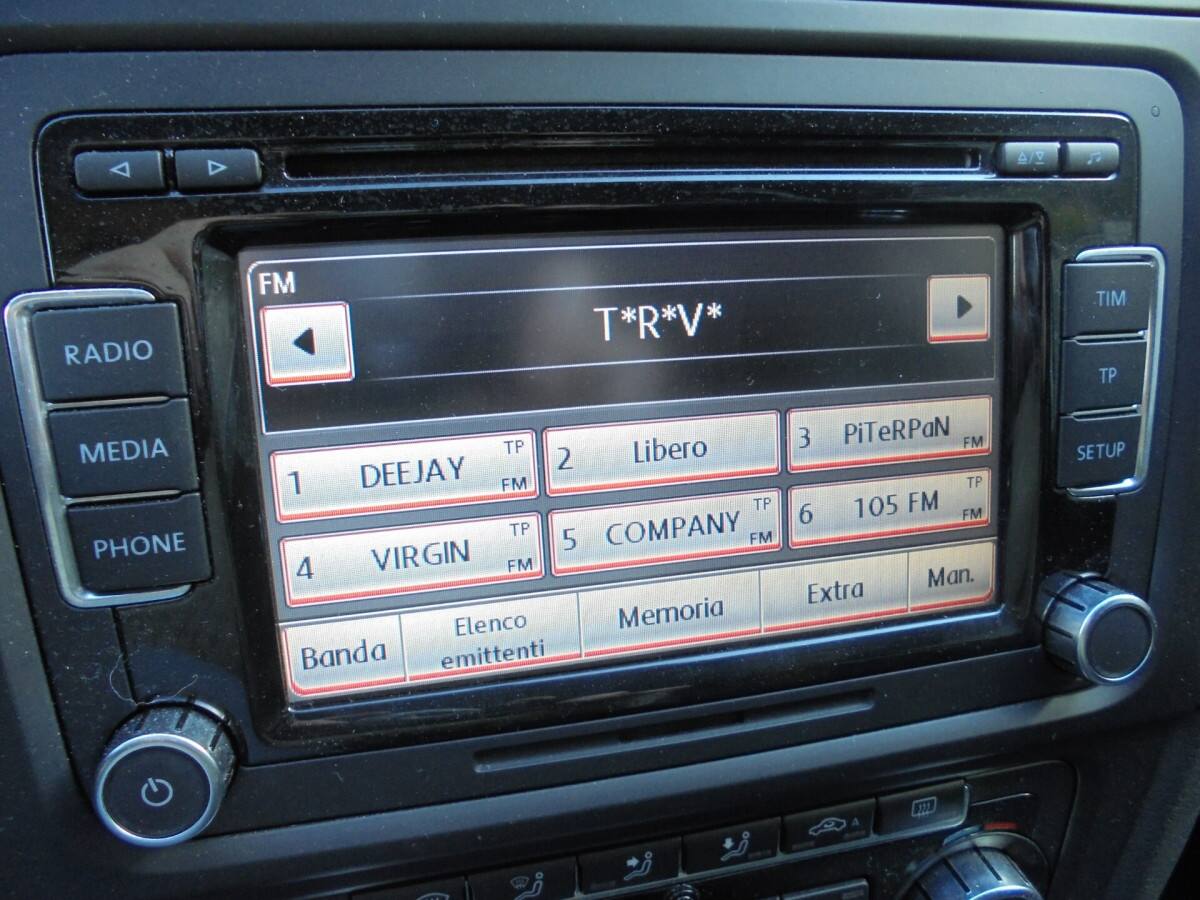 FM
T*R*V*
RADIO
MEDIA
PHONE
TIM
TP
SETUP
1 DEEJAY TP FM
2 Libero
3 PiTeRPaN FM
4 VIRGIN TP FM
5 COMPANY TP FM
6 105 FM TP FM
Banda
Elenco
emittenti
Memoria
Extra
Man.
A